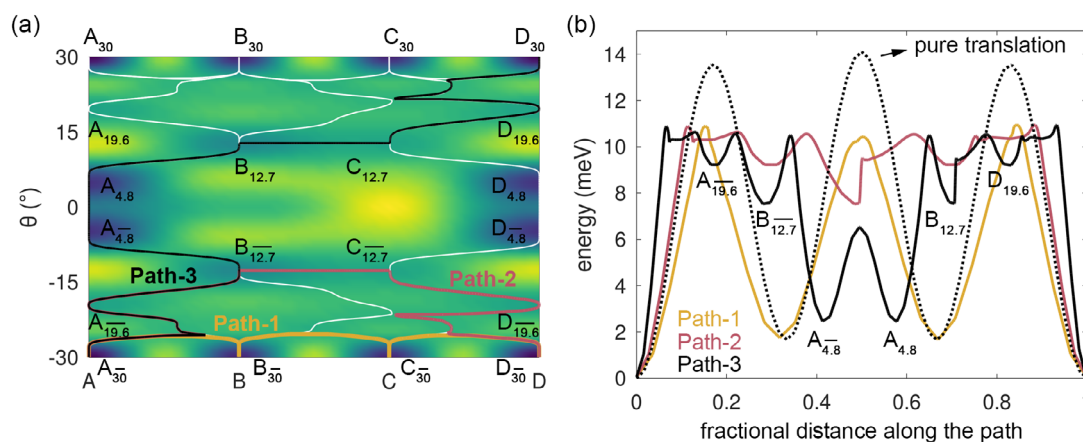 (a)
A30 B30 C30 D30
30
15
0
-15
-30
θ (°)
A19.6 D19.6
B12.7 C12.7
A4.8 D4.8
A4.8̅ D4.8̅
B12.7̅ C12.7̅
Path-3 Path-2
A19.6̅ Path-1 D19.6̅
A30̅ B30̅ C30̅ D30̅
A B C D
(b)
14
12
10
8
6
4
2
0
energy (meV)
pure translation
A19.6̅ D19.6
B12.7̅ B12.7
A4.8̅ A4.8
Path-1
Path-2
Path-3
0 0.2 0.4 0.6 0.8
fractional distance along the path